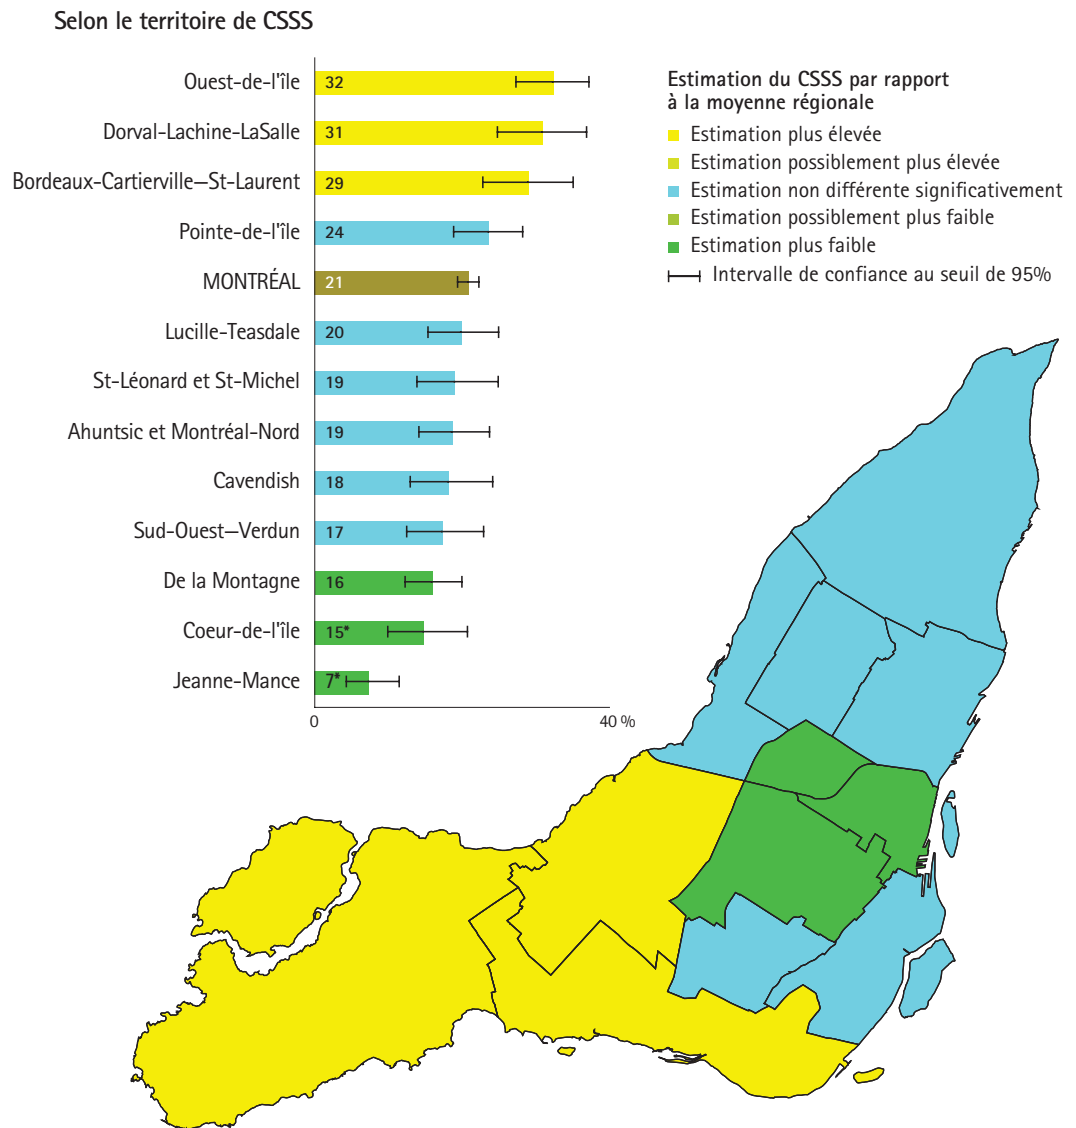 Selon le territoire de CSSS
Ouest-de-l'île 32
Dorval-Lachine-LaSalle 31
Bordeaux-Cartierville—St-Laurent 29
Pointe-de-l'île 24
MONTRÉAL 21
Lucille-Teasdale 20
St-Léonard et St-Michel 19
Ahuntsic et Montréal-Nord 19
Cavendish 18
Sud-Ouest—Verdun 17
De la Montagne 16
Coeur-de-l'île 15*
Jeanne-Mance 7*
0 40 %
Estimation du CSSS par rapport
à la moyenne régionale
Estimation plus élevée
Estimation possiblement plus élevée
Estimation non différente significativement
Estimation possiblement plus faible
Estimation plus faible
Intervalle de confiance au seuil de 95%